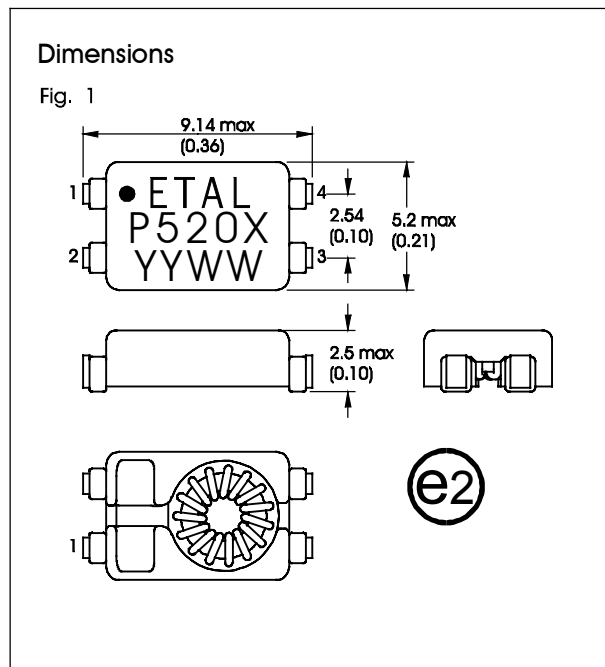 Dimensions
Fig. 1
9.14 max
(0.36)
1
ETAL
4
P520X
2.54
(0.10)
5.2 max
(0.21)
2
YYWW
3
2.5 max
(0.10)
e2
1